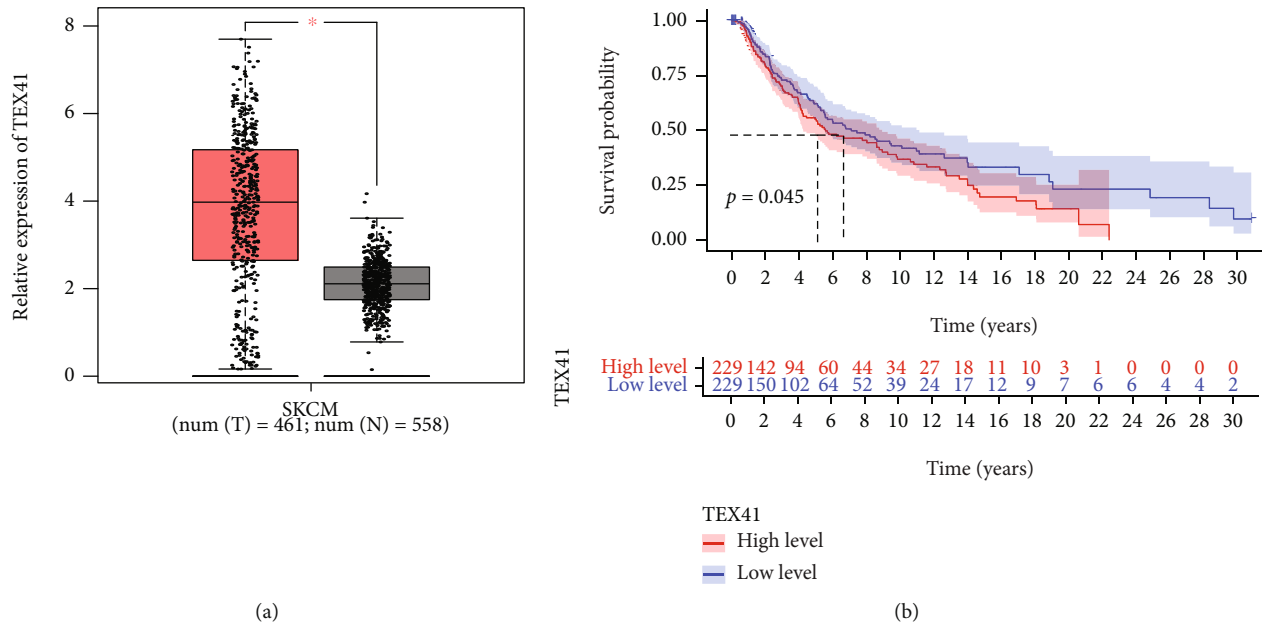 Relative expression of TEX41
8
6
4
2
0
*
SKCM
(num (T) = 461; num (N) = 558)
(a)
Survival probability
1.00
0.75
0.50
0.25
0.00
p = 0.045
0 2 4 6 8 10 12 14 16 18 20 22 24 26 28 30
Time (years)
TEX41
High level 229 142 94 60 44 34 27 18 11 10 3 1 0 0 0 0
Low level 229 150 102 64 52 39 24 17 12 9 7 6 6 4 4 2
0 2 4 6 8 10 12 14 16 18 20 22 24 26 28 30
Time (years)
TEX41
High level
Low level
(b)